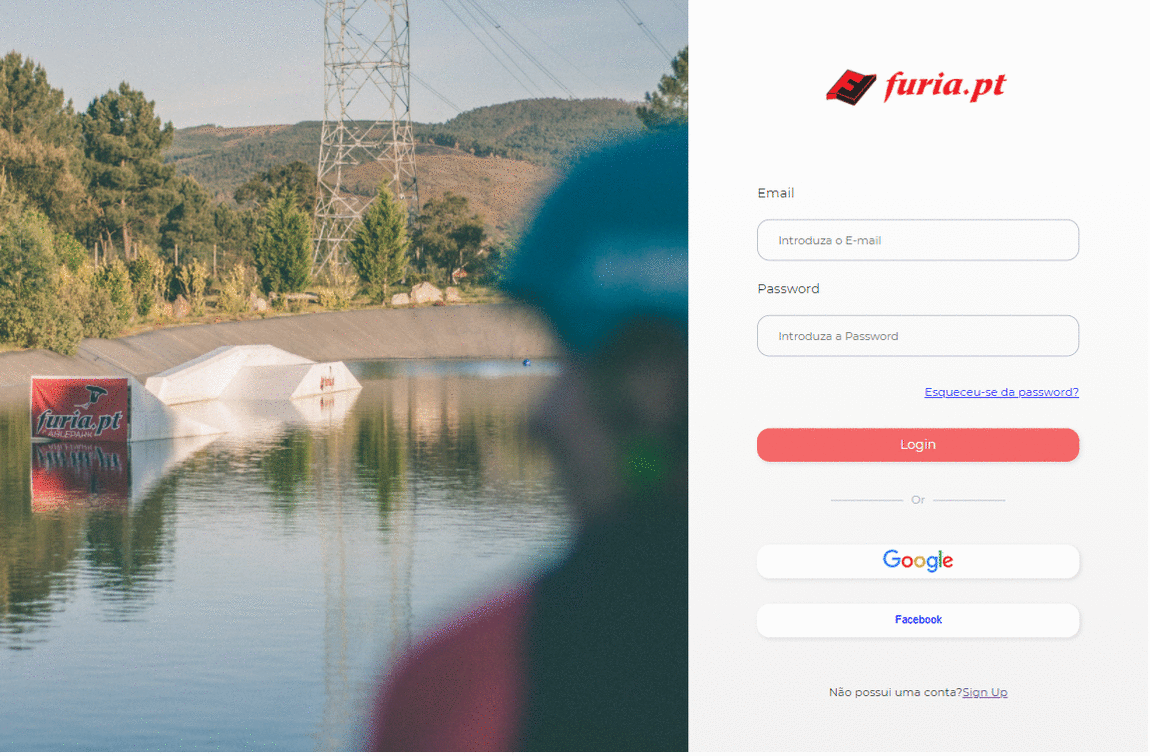 furia.pt
Email
Introduza o E-mail
Password
Introduza a Password
Esqueceu-se da password?
Login
Or
Google
Facebook
Não possui uma conta?Sign Up
furia.pt